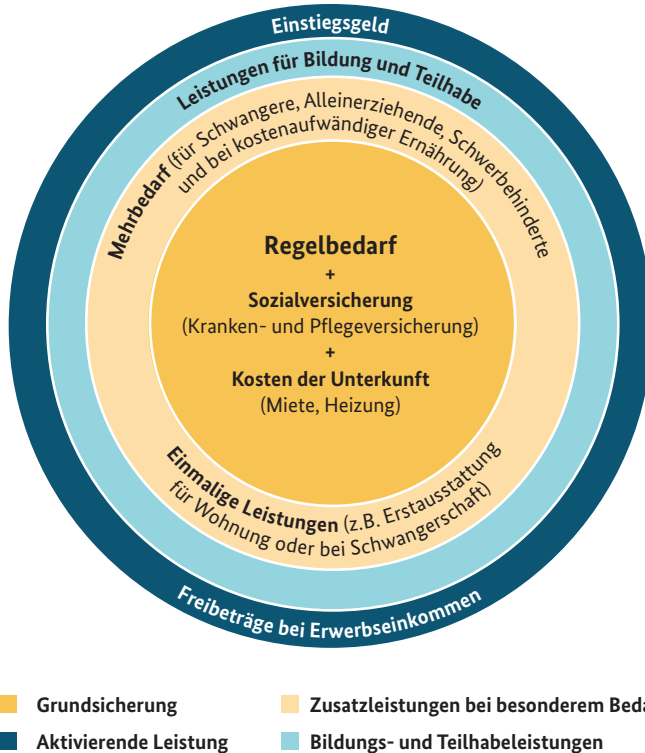 Einstiegsgeld
Leistungen für Bildung und Teilhabe
Mehrbedarf (für Schwangere, Alleinerziehende, Schwerbehinderte
und bei kostenaufwändiger Ernährung)
Regelbedarf
+
Sozialversicherung
(Kranken- und Pflegeversicherung)
+
Kosten der Unterkunft
(Miete, Heizung)
Einmalige Leistungen (z.B. Erstausstattung
für Wohnung oder bei Schwangerschaft)
Freibeträge bei Erwerbseinkommen
Grundsicherung
Zusatzleistungen bei besonderem
Aktivierende Leistung
Bildungs- und Teilhabeleistungen